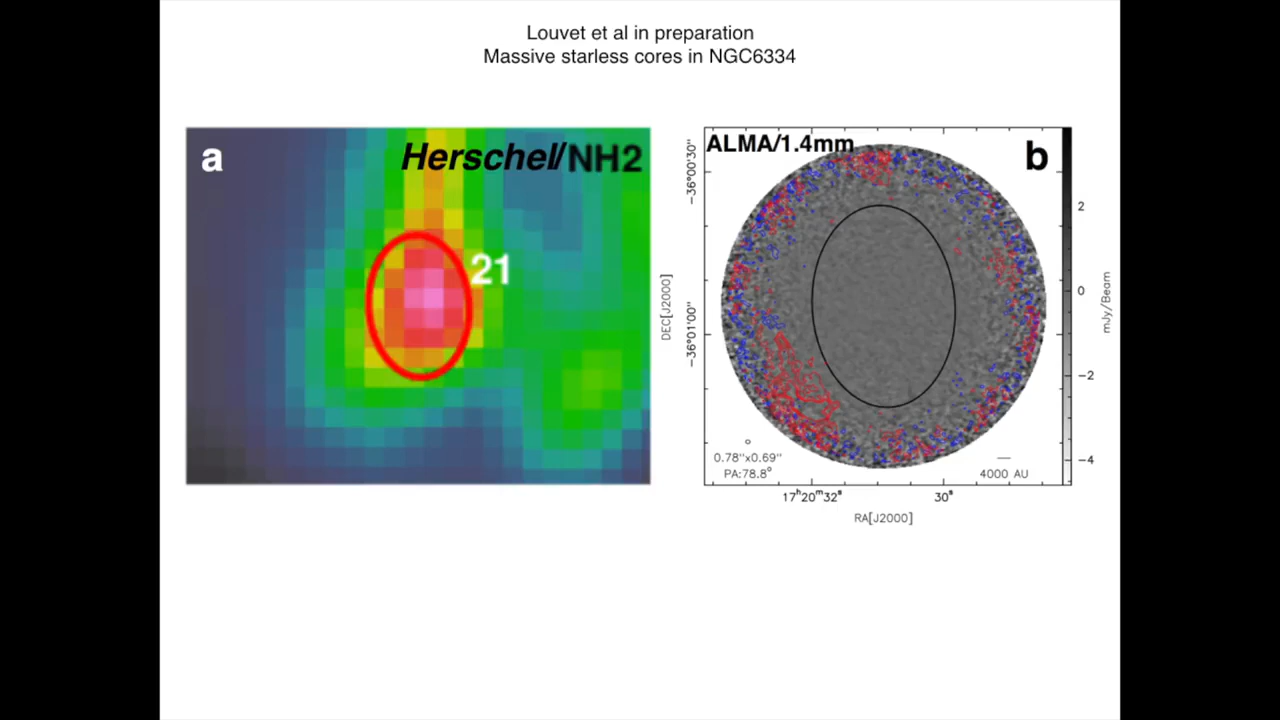 Louvet et al in preparation
Massive starless cores in NGC6334
a
Herschel/NH2
21
ALMA/1.4mm
b
DEC[J2000]
-36°00'30"
-36°01'00"
0.78"x0.69"
PA:78.8°
4000 AU
17ʰ20ᵐ32ˢ
30ˢ
RA[J2000]
2
0
-2
-4
mJy/Beam